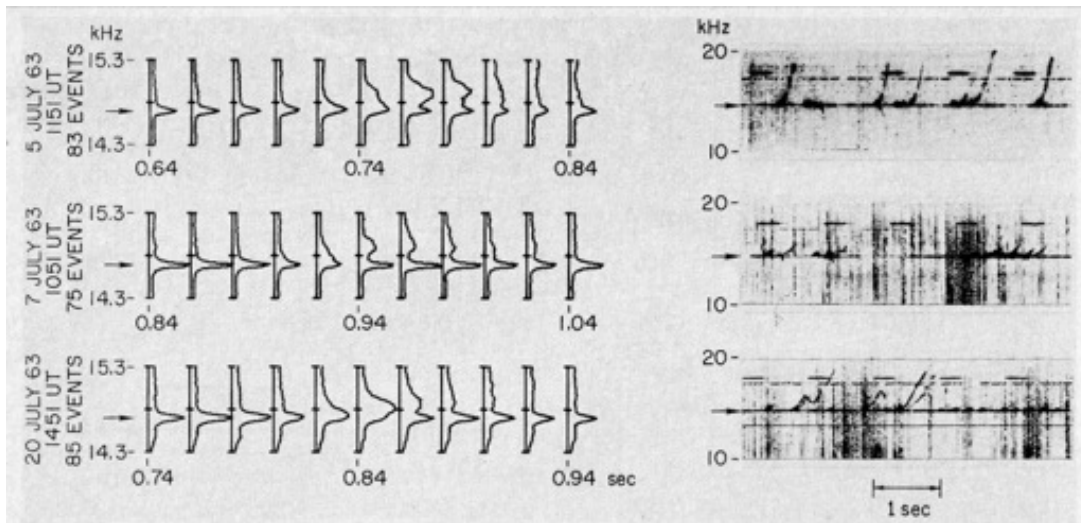 kHz
5 JULY 63
1151 UT
83 EVENTS
15.3
14.3
0.64
0.74
0.84
7 JULY 63
1051 UT
75 EVENTS
15.3
14.3
0.84
0.94
1.04
20 JULY 63
1451 UT
85 EVENTS
15.3
14.3
0.74
0.84
0.94 sec
kHz
20
10
20
10
20
10
1 sec